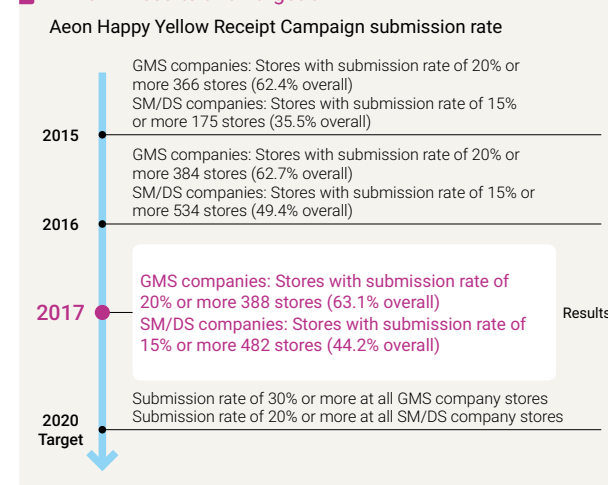 Aeon Happy Yellow Receipt Campaign submission rate
GMS companies: Stores with submission rate of 20% or
more 366 stores (62.4% overall)
SM/DS companies: Stores with submission rate of 15%
or more 175 stores (35.5% overall)
2015
GMS companies: Stores with submission rate of 20% or
more 384 stores (62.7% overall)
SM/DS companies: Stores with submission rate of 15% or
more 534 stores (49.4% overall)
2016
GMS companies: Stores with submission rate of
20% or more 388 stores (63.1% overall)
2017
Results
SM/DS companies: Stores with submission rate of
15% or more 482 stores (44.2% overall)
Submission rate of 30% or more at all GMS company stores
Submission rate of 20% or more at all SM/DS company stores
2020
Target